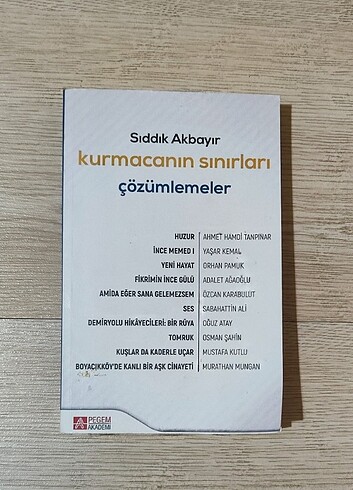 Sıddık Akbayır
kurmacanın sınırları
çözümlemeler
HUZUR AHMET HAMDİ TANPINAR
İNCE MEMED I YAŞAR KEMAL
YENİ HAYAT ORHAN PAMUK
FİKRİMİN İNCE GÜLÜ ADALET AĞAOĞLU
AMİDA EĞER SANA GELEMEZSEM ÖZCAN KARABULUT
SES SABAHATTİN ALİ
DEMİRYOLU HİKÂYECİLERİ: BİR RÜYA OĞUZ ATAY
TOMRUK OSMAN ŞAHİN
KUŞLAR DA KADERLE UÇAR MUSTAFA KUTLU
BOYACIKKÖY'DE KANLI BİR AŞK CİNAYETİ MURATHAN MUNGAN
PEGEM
AKADEMİ